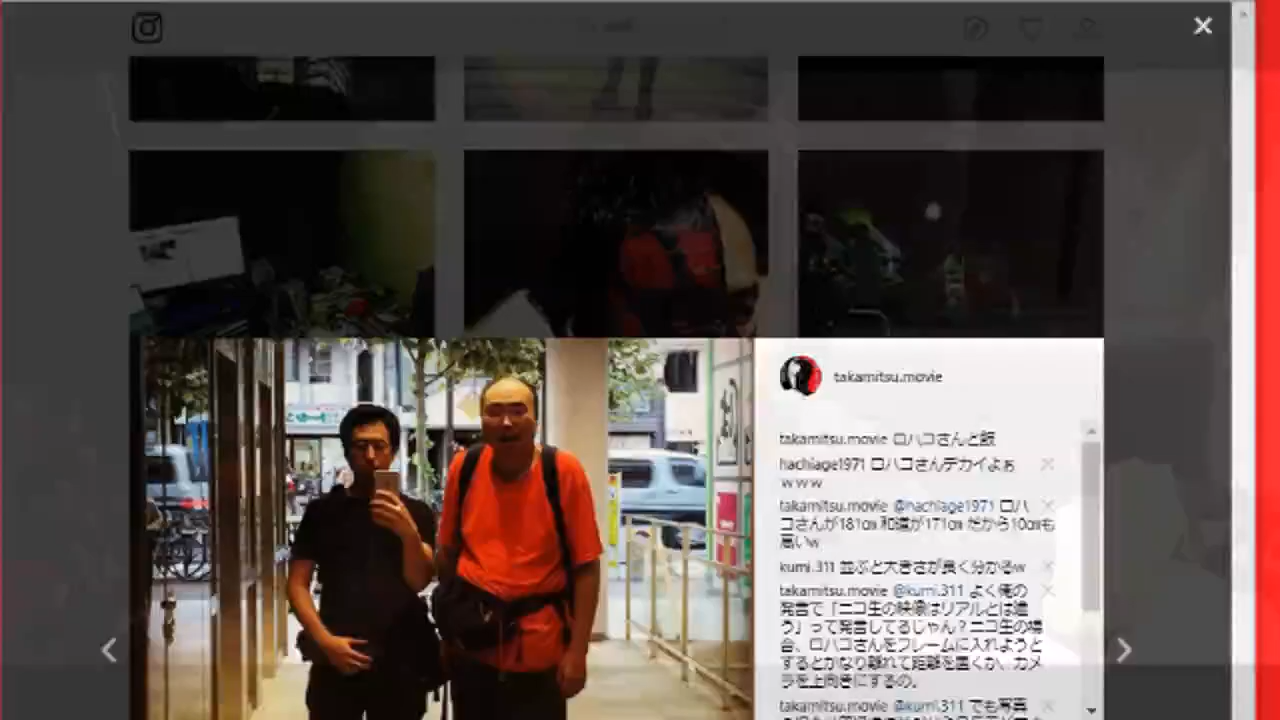 takamitsu.movie
takamitsu.movie ロハコさんと眼
hachiage1971 ロハコさんデカイよぉ
www
takamitsu.movie @hachiage1971 ロハ
コさんが181㎝ 和道が171㎝ だから10㎝も
高いw
kumi.311 並ぶと大きさが良く分かるw
takamitsu.movie @kumi.311 よく俺の
発言で「ニコ生の映像はリアルとは違
う」って発言してるじゃん？ニコ生の場
合、ロハコさんをフレームに入れようと
するとかなり離れて距離を置くか、カメ
ラを上向きにするの。
takamitsu.movie @kumi.311 でも写真